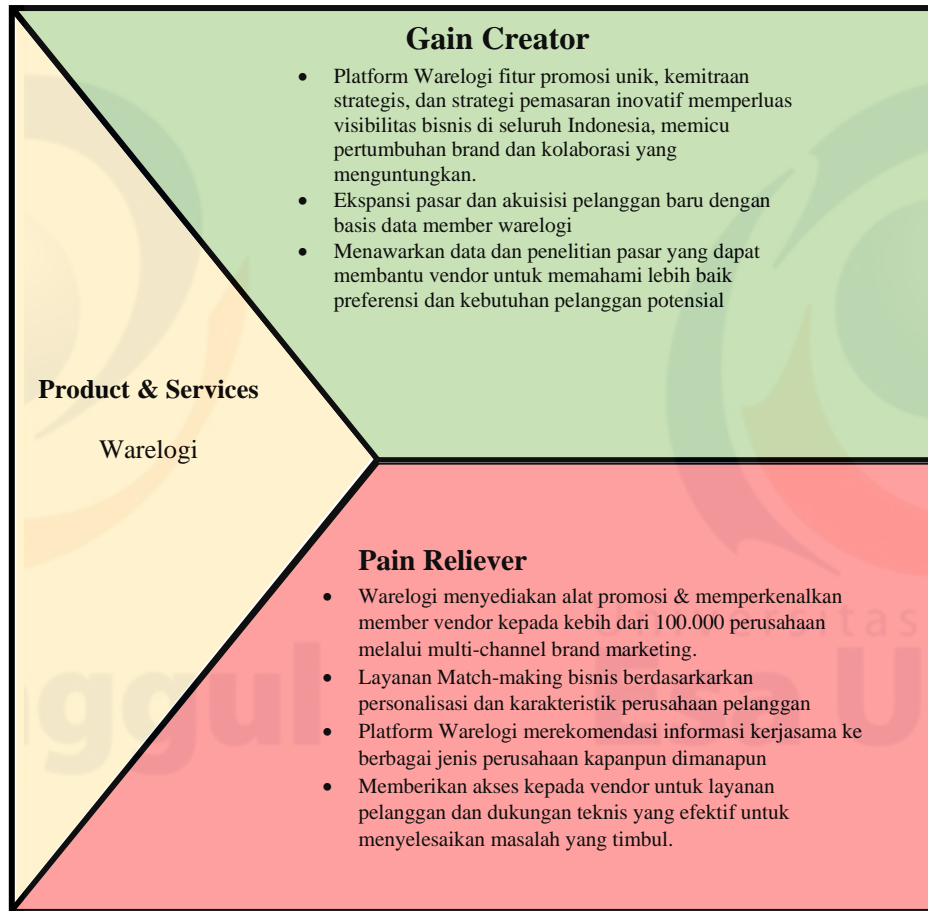 Gain Creator
• Platform Warelogi fitur promosi unik, kemitraan
strategis, dan strategi pemasaran inovatif memperluas
visibilitas bisnis di seluruh Indonesia, memicu
pertumbuhan brand dan kolaborasi yang
menguntungkan.
• Ekspansi pasar dan akuisisi pelanggan baru dengan
basis data member warelogi
• Menawarkan data dan penelitian pasar yang dapat
membantu vendor untuk memahami lebih baik
preferensi dan kebutuhan pelanggan potensial
Product & Services
Warelogi
Pain Reliever
• Warelogi menyediakan alat promosi & memperkenalkan
member vendor kepada kebih dari 100.000 perusahaan
melalui multi-channel brand marketing.
• Layanan Match-making bisnis berdasarkarkan
personalisasi dan karakteristik perusahaan pelanggan
• Platform Warelogi merekomendasi informasi kerjasama ke
berbagai jenis perusahaan kapanpun dimanapun
• Memberikan akses kepada vendor untuk layanan
pelanggan dan dukungan teknis yang efektif untuk
menyelesaikan masalah yang timbul.
Universitas
nggul
Esa U